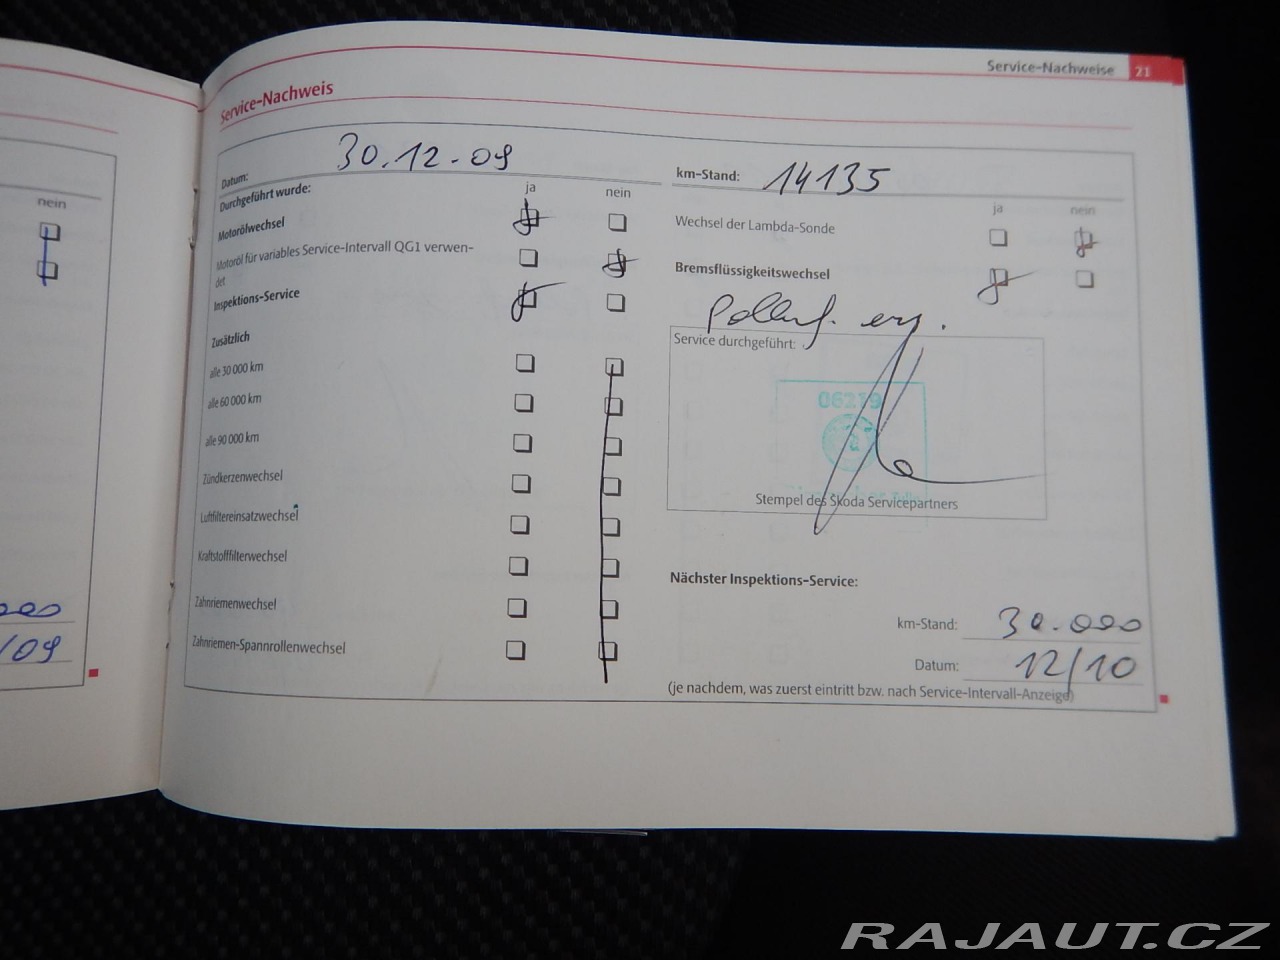 Service-Nachweise 21
Service-Nachweis
nein
Datum: 30.12.09
km-Stand: 14135
Durchgeführt wurde: ja nein
ja nein
Motorölwechsel
Motoröl für variables Service-Intervall QG1 verwen-
det
Inspektions-Service
Zusätzlich
alle 30 000 km
alle 60 000 km
alle 90 000 km
Zündkerzenwechsel
Luftfiltereinsatzwechsel
Kraftstofffilterwechsel
Zahnriemenwechsel
Zahnriemen-Spannrollenwechsel
Wechsel der Lambda-Sonde
Bremsflüssigkeitswechsel
Service durchgeführt:
06219
Stempel des Škoda Servicepartners
Nächster Inspektions-Service:
km-Stand: 30.000
Datum: 12/10
(je nachdem, was zuerst eintritt bzw. nach Service-Intervall-Anzeige)
000
/09
RAJAUT.CZ